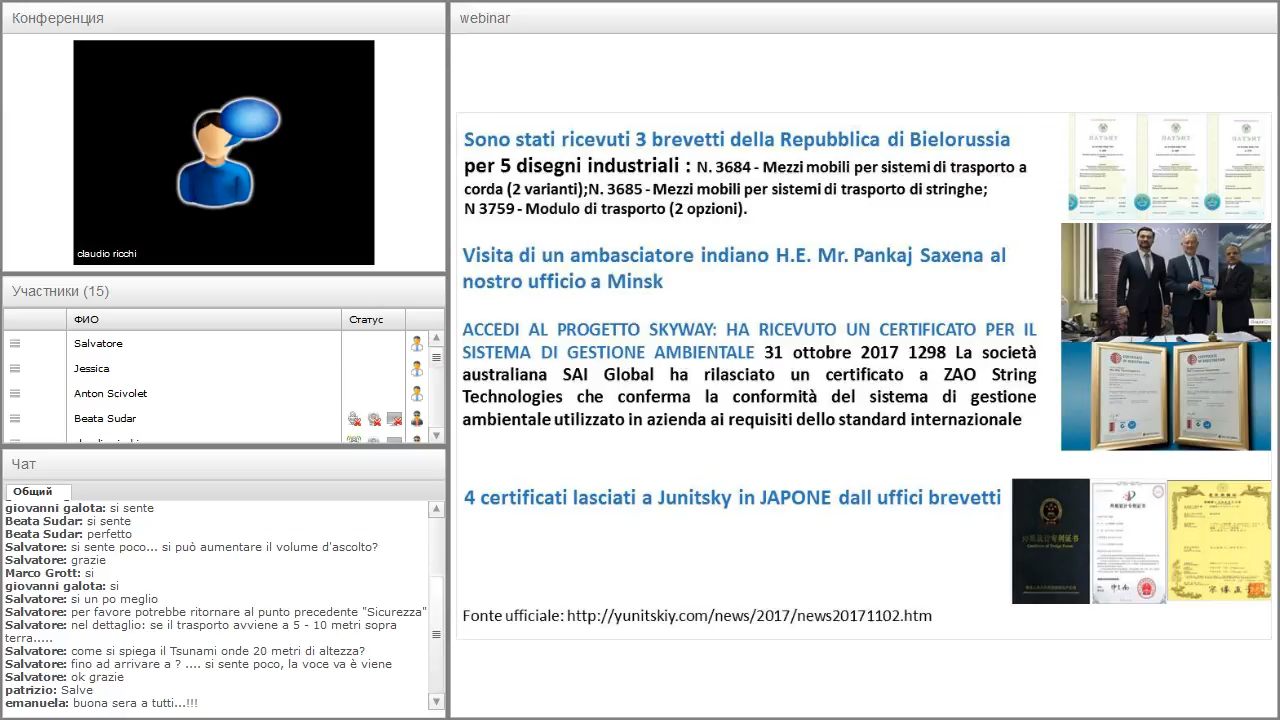 Конференция
claudio ricchi
Участники (15)
ФИО
Статус
Salvatore
Jessica
Anton Scivolet
Beata Sudar
Чат
Общий
giovanni galota: si sente
Beata Sudar: si sente
Beata Sudar: perfetto
Salvatore: si sente poco... si può aumentare il volume d'ascolto?
Salvatore: grazie
Marco Grott: si
giovanni galota: si
Salvatore: si un po meglio
Salvatore: per favore potrebbe ritornare al punto precedente "Sicurezza"
Salvatore: nel dettaglio: se il trasporto avviene a 5 - 10 metri sopra
terra.....
Salvatore: come si spiega il Tsunami onde 20 metri di altezza?
Salvatore: fino ad arrivare a ? .... si sente poco, la voce va è viene
Salvatore: ok grazie
patrizio: Salve
emanuela: buona sera a tutti...!!!
webinar
Sono stati ricevuti 3 brevetti della Repubblica di Bielorussia
per 5 disegni industriali : N. 3684 - Mezzi mobili per sistemi di trasporto a
corda (2 varianti);N. 3685 - Mezzi mobili per sistemi di trasporto di stringhe;
N 3759 - Modulo di trasporto (2 opzioni).
Visita di un ambasciatore indiano H.E. Mr. Pankaj Saxena al
nostro ufficio a Minsk
ACCEDI AL PROGETTO SKYWAY: HA RICEVUTO UN CERTIFICATO PER IL
SISTEMA DI GESTIONE AMBIENTALE 31 ottobre 2017 1298 La società
australiana SAI Global ha rilasciato un certificato a ZAO String
Technologies che conferma la conformità del sistema di gestione
ambientale utilizzato in azienda ai requisiti dello standard internazionale
4 certificati lasciati a Junitsky in JAPONE dall uffici brevetti
Fonte ufficiale: http://yunitskiy.com/news/2017/news20171102.htm